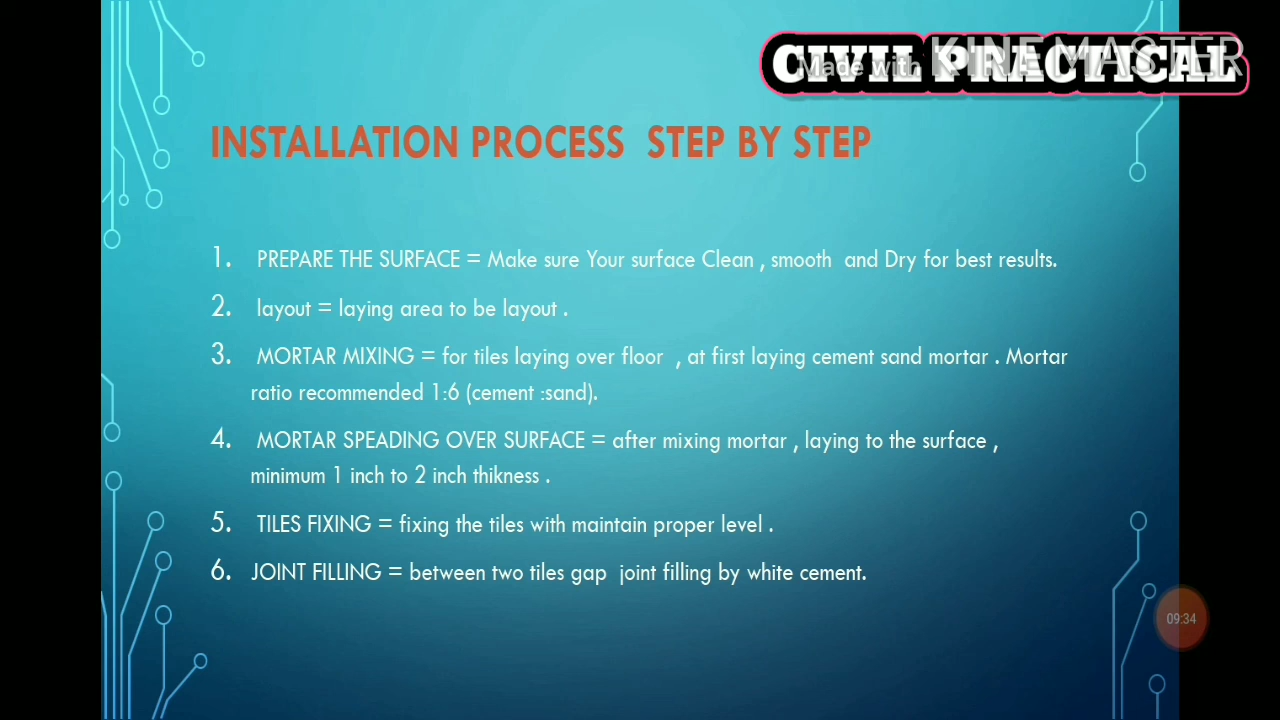 CIVIL PRACTICAL
Made with KINEMASTER
INSTALLATION PROCESS STEP BY STEP
1. PREPARE THE SURFACE = Make sure Your surface Clean , smooth and Dry for best results.
2. layout = laying area to be layout .
3. MORTAR MIXING = for tiles laying over floor , at first laying cement sand mortar . Mortar
ratio recommended 1:6 (cement :sand).
4. MORTAR SPEADING OVER SURFACE = after mixing mortar , laying to the surface ,
minimum 1 inch to 2 inch thikness .
5. TILES FIXING = fixing the tiles with maintain proper level .
6. JOINT FILLING = between two tiles gap joint filling by white cement.
09:34